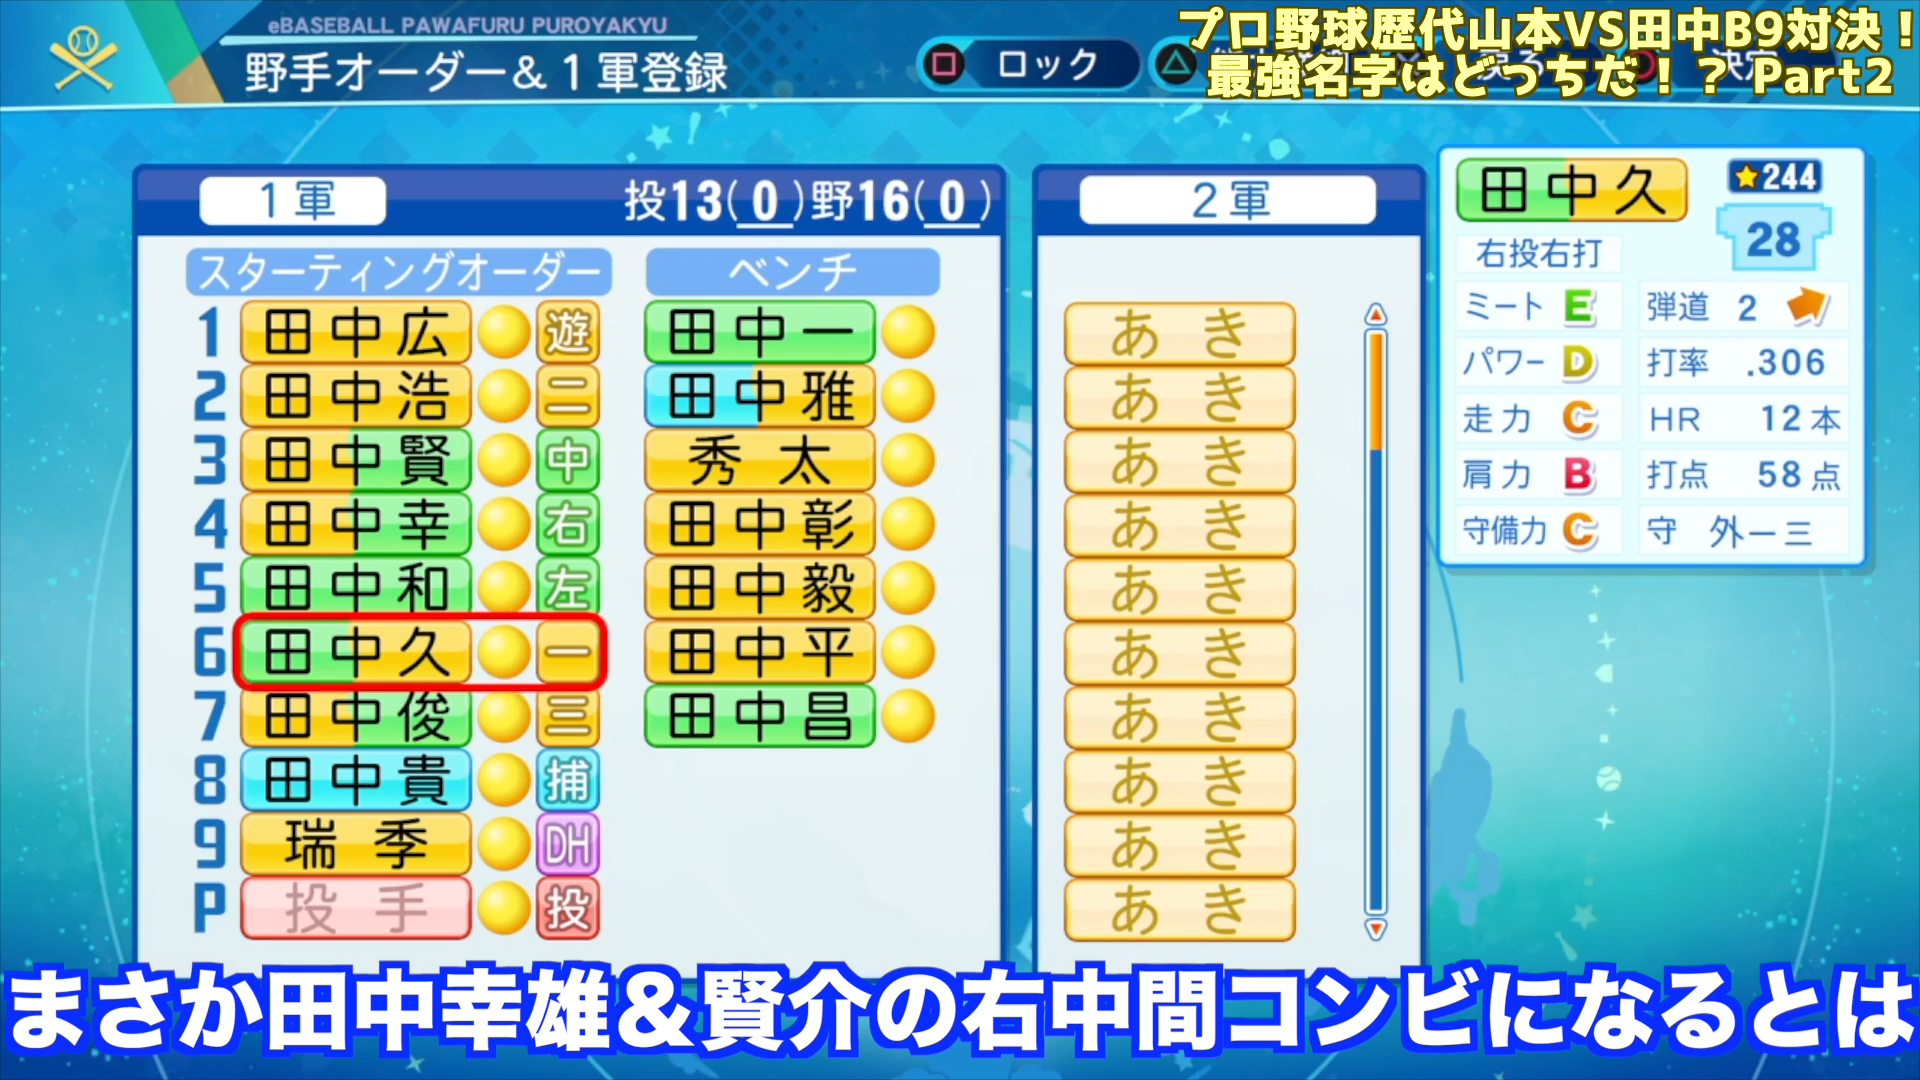 eBASEBALL PAWAFURU PUROYAKYU
野手オーダー＆１軍登録
ロック
プロ野球歴代山本VS田中B9対決！
最強名字はどっちだ！？ Part2
１軍
投13(0)野16(0)
スターティングオーダー
ベンチ
1 田中広 遊
2 田中浩 二
3 田中賢 中
4 田中幸 右
5 田中和 左
6 田中久 一
7 田中俊 三
8 田中貴 捕
9 瑞季 DH
P 投手 投
田中一
田中雅
秀太
田中彰
田中毅
田中平
田中昌
２軍
あき
あき
あき
あき
あき
あき
あき
あき
あき
あき
田中久
★244
28
右投右打
ミート E 弾道 2
パワー D 打率 .306
走力 C HR 12本
肩力 B 打点 58点
守備力 C 守 外一三
まさか田中幸雄＆賢介の右中間コンビになるとは